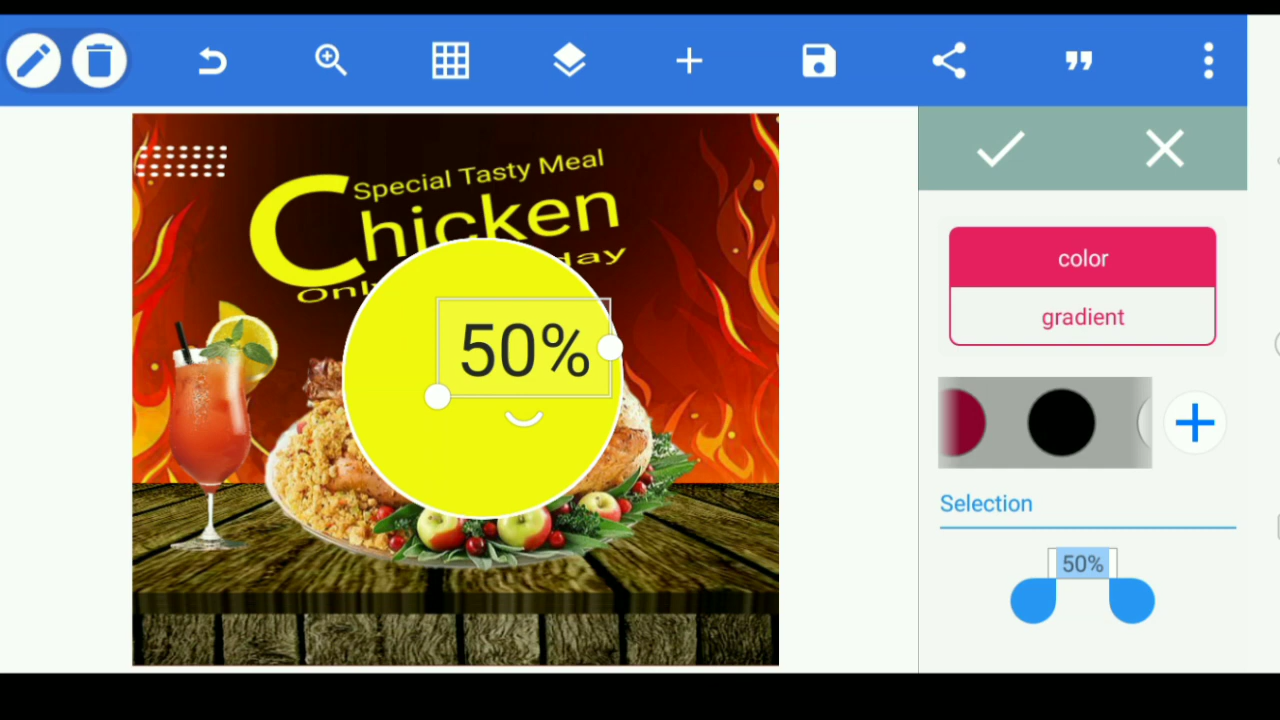 Special Tasty Meal
Chicken
50%
color
gradient
Selection
50%